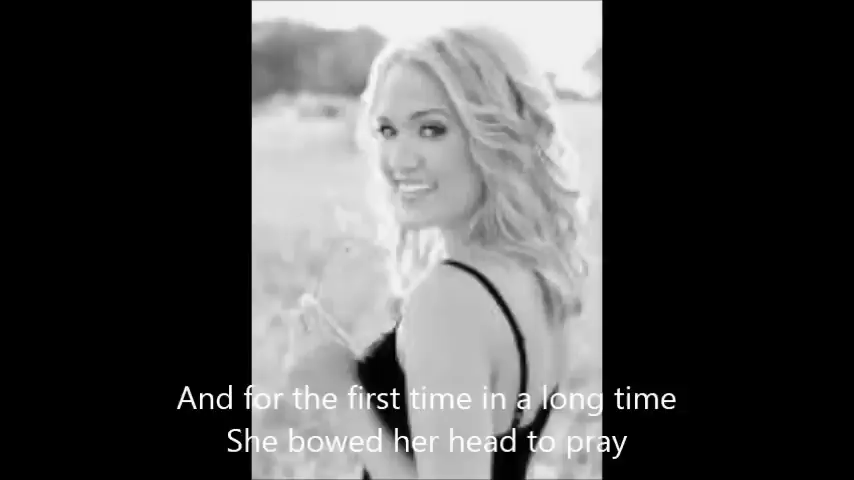 And for the first time in a long time
She bowed her head to pray